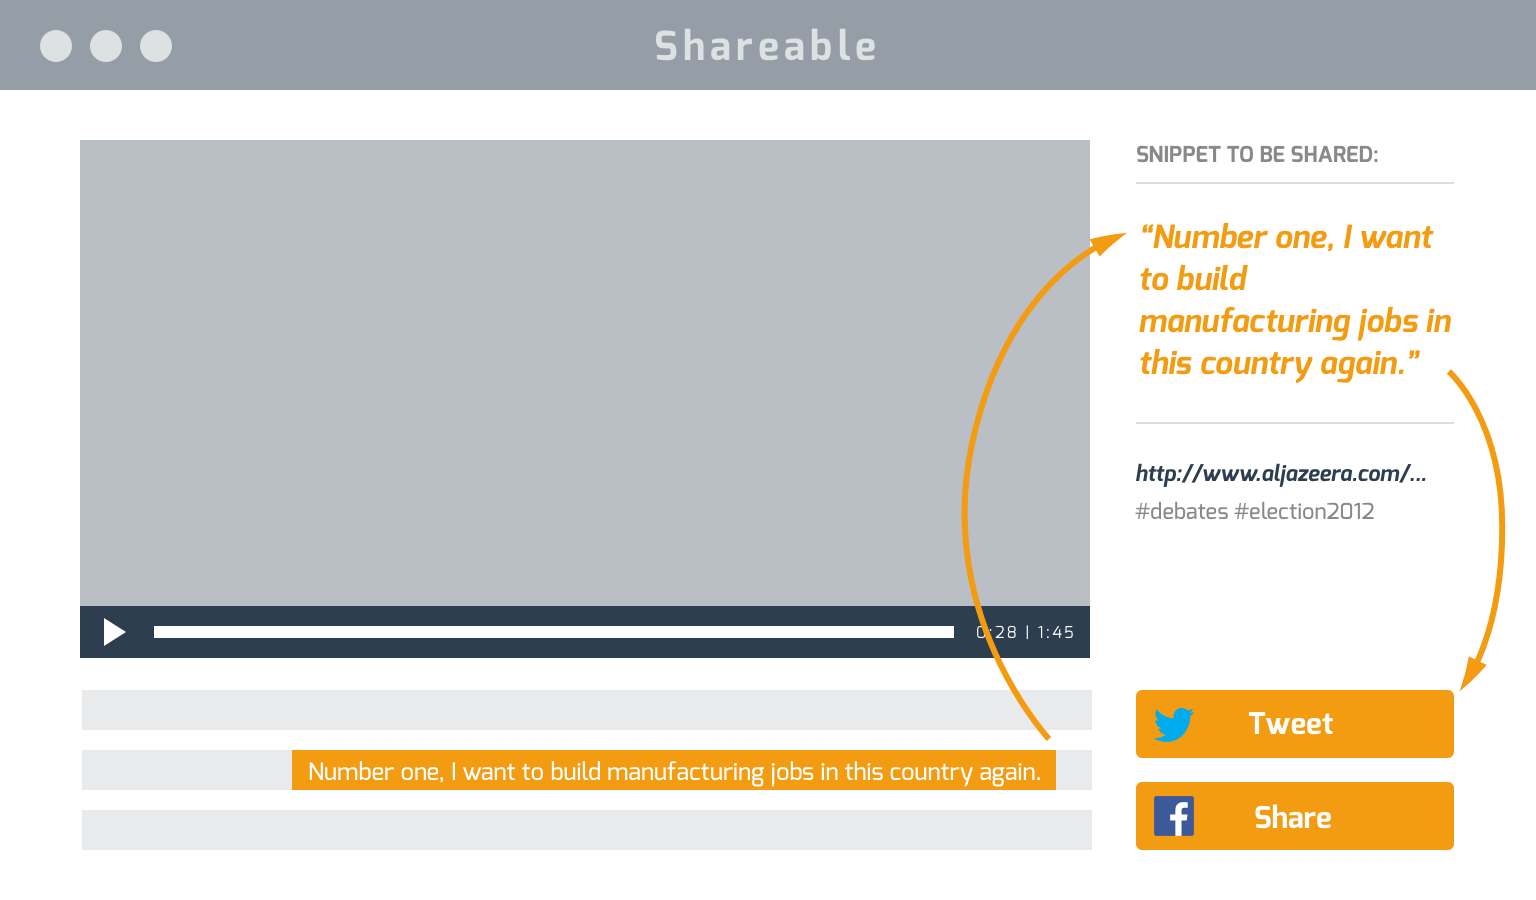 Shareable
SNIPPET TO BE SHARED:
“Number one, I want
to build
manufacturing jobs in
this country again.”
http://www.aljazeera.com/...
#debates #election2012
0:28 | 1:45
Number one, I want to build manufacturing jobs in this country again.
Tweet
Share